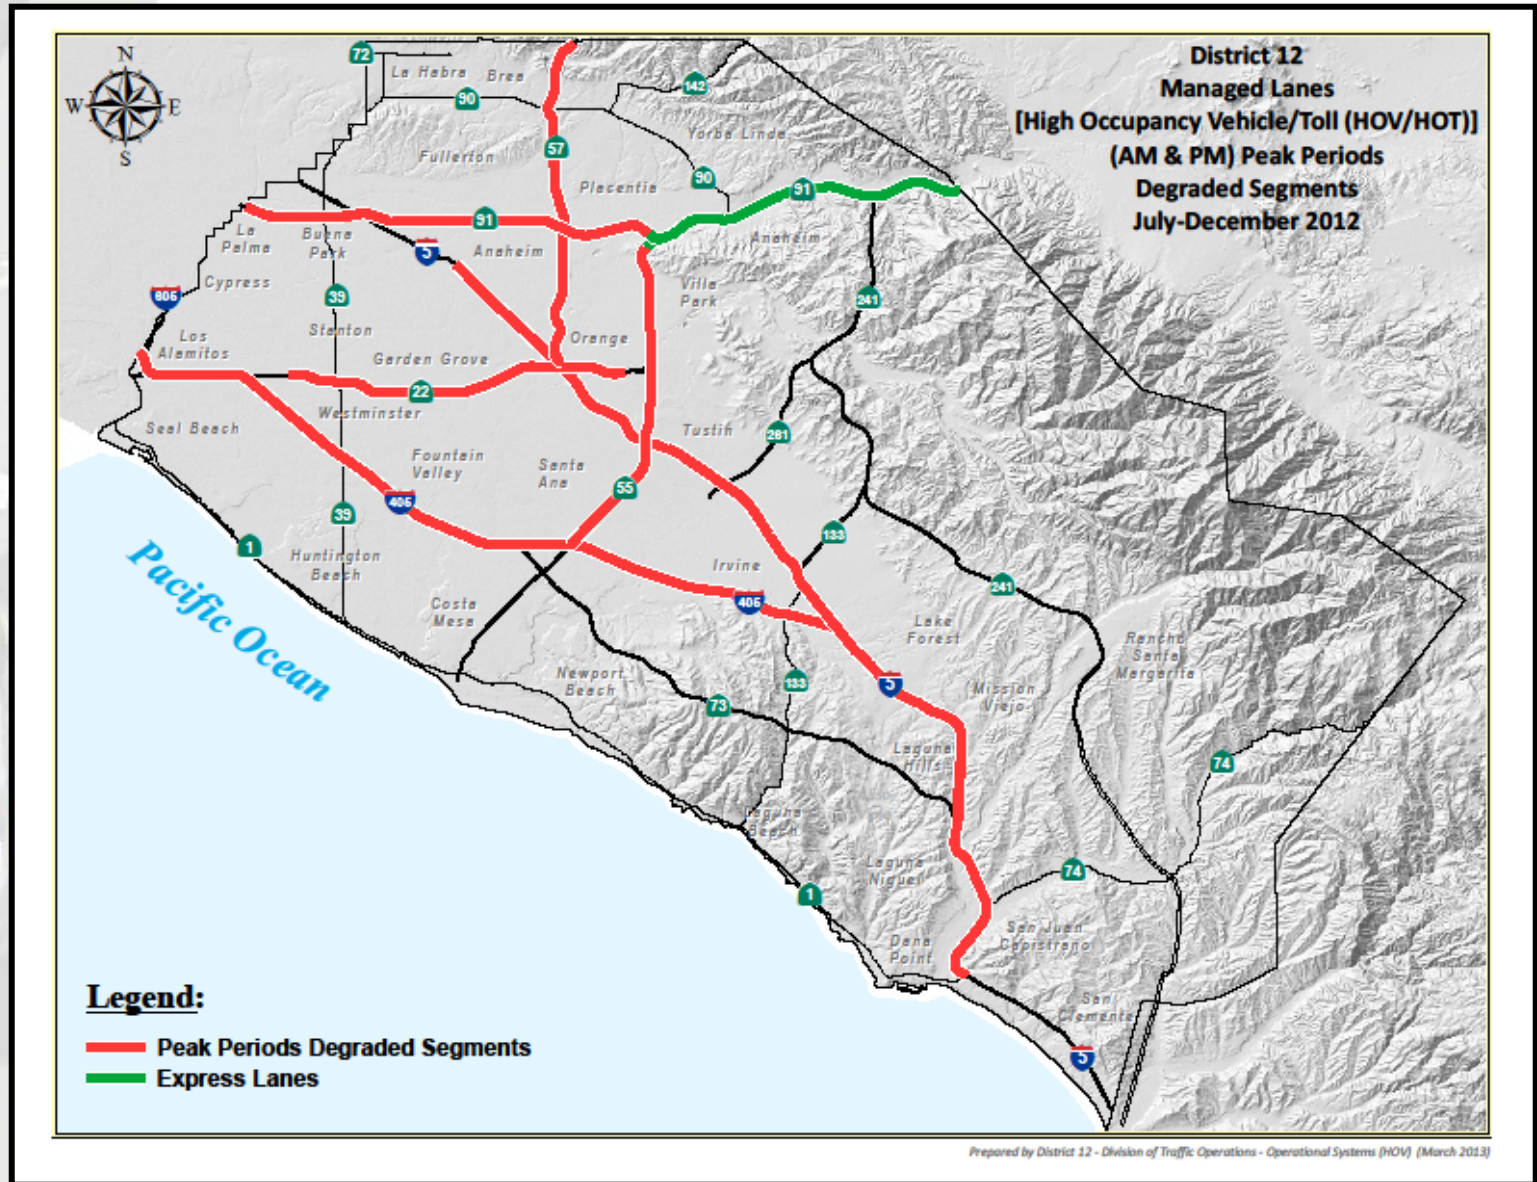 District 12
Managed Lanes
[High Occupancy Vehicle/Toll (HOV/HOT)]
(AM & PM) Peak Periods
Degraded Segments
July-December 2012
N
W E
S
72
La Habra Brea
90
142
57
Yorba Linda
Fullerton
90
Placentia
91
91
La
Palma
Buena
Park
5
Anaheim
Anaheim
Cypress
605
39
Villa
Park
241
Los
Alamitos
Stanton
Orange
Garden Grove
22
Westminster
Seal Beach
Tustin
261
Fountain
Valley
Santa
Ana
55
405
39
1
133
Huntington
Beach
Irvine
241
405
Costa
Mesa
Lake
Forest
Rancho
Santa
Margarita
Pacific Ocean
Newport
Beach
133
5
Mission
Viejo
73
Laguna
Hills
74
Laguna
Beach
Laguna
Niguel
74
1
San Juan
Capistrano
Dana
Point
San
Clemente
5
Legend:
Peak Periods Degraded Segments
Express Lanes
Prepared by District 12 - Division of Traffic Operations - Operational Systems (HOV) (March 2013)